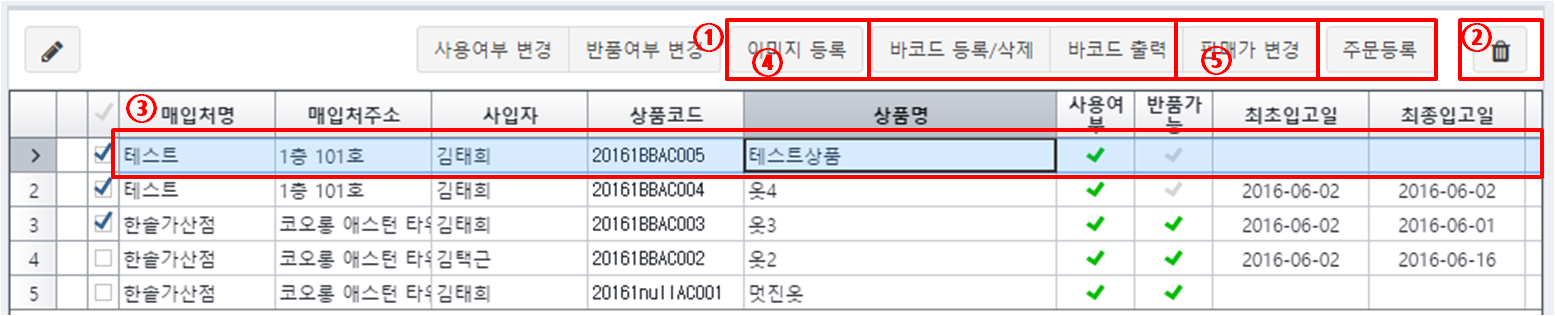 사용여부 변경 반품여부 변경 ① 이미지 등록 바코드 등록/삭제 바코드 출력 판매가 변경 주문등록 ②
④ ⑤
③ 매입처명 매입처주소 사입자 상품코드 상품명 사용여부 반품가능 최초입고일 최종입고일
테스트 1층 101호 김태희 20161BBAC005 테스트상품
2 테스트 1층 101호 김태희 20161BBAC004 옷4 2016-06-02 2016-06-02
3 한솔가산점 코오롱 애스턴 타 김태희 20161BBAC003 옷3 2016-06-02 2016-06-01
4 한솔가산점 코오롱 애스턴 타 김택근 20161BBAC002 옷2 2016-06-02 2016-06-16
5 한솔가산점 코오롱 애스턴 타 김태희 20161nullAC001 멋진옷